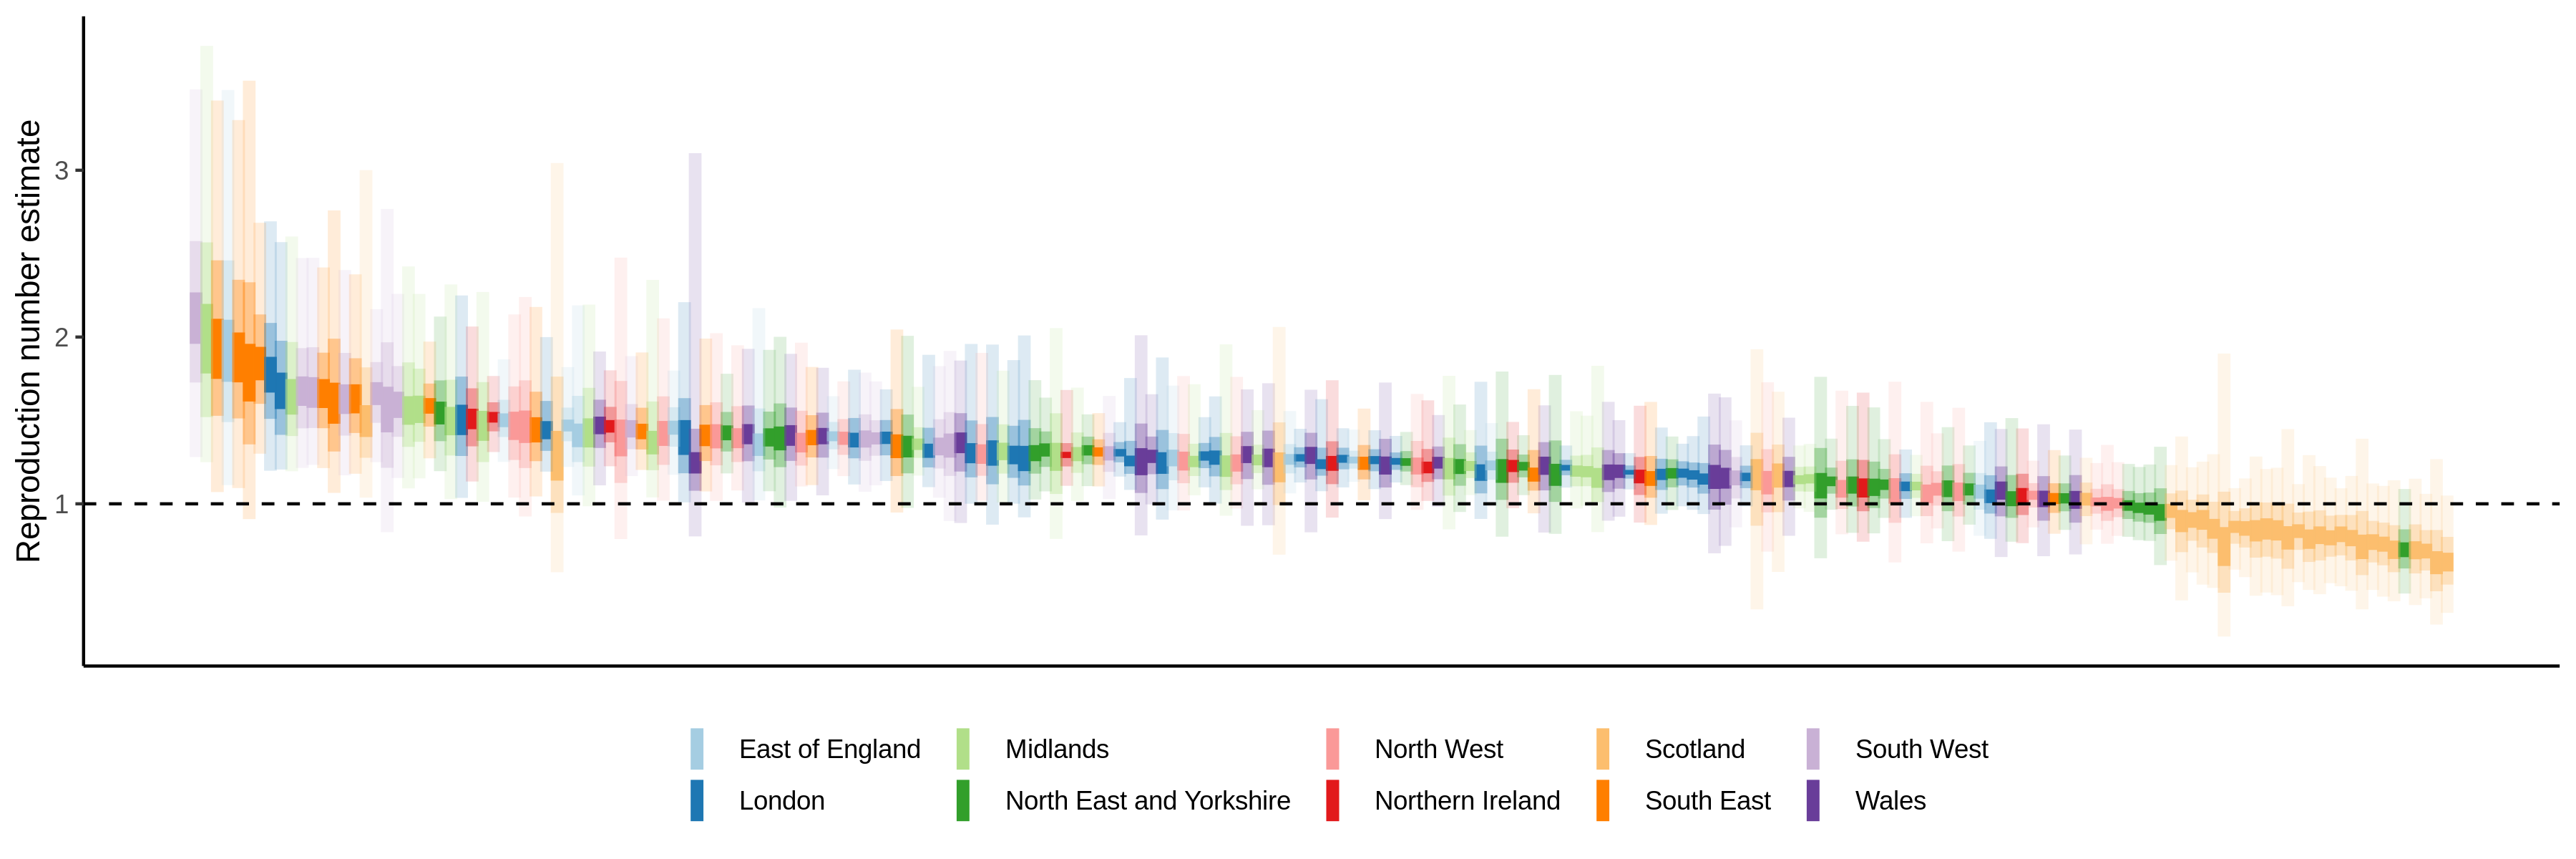 Reproduction number estimate
3
2
1
East of England
Midlands
North West
Scotland
South West
London
North East and Yorkshire
Northern Ireland
South East
Wales